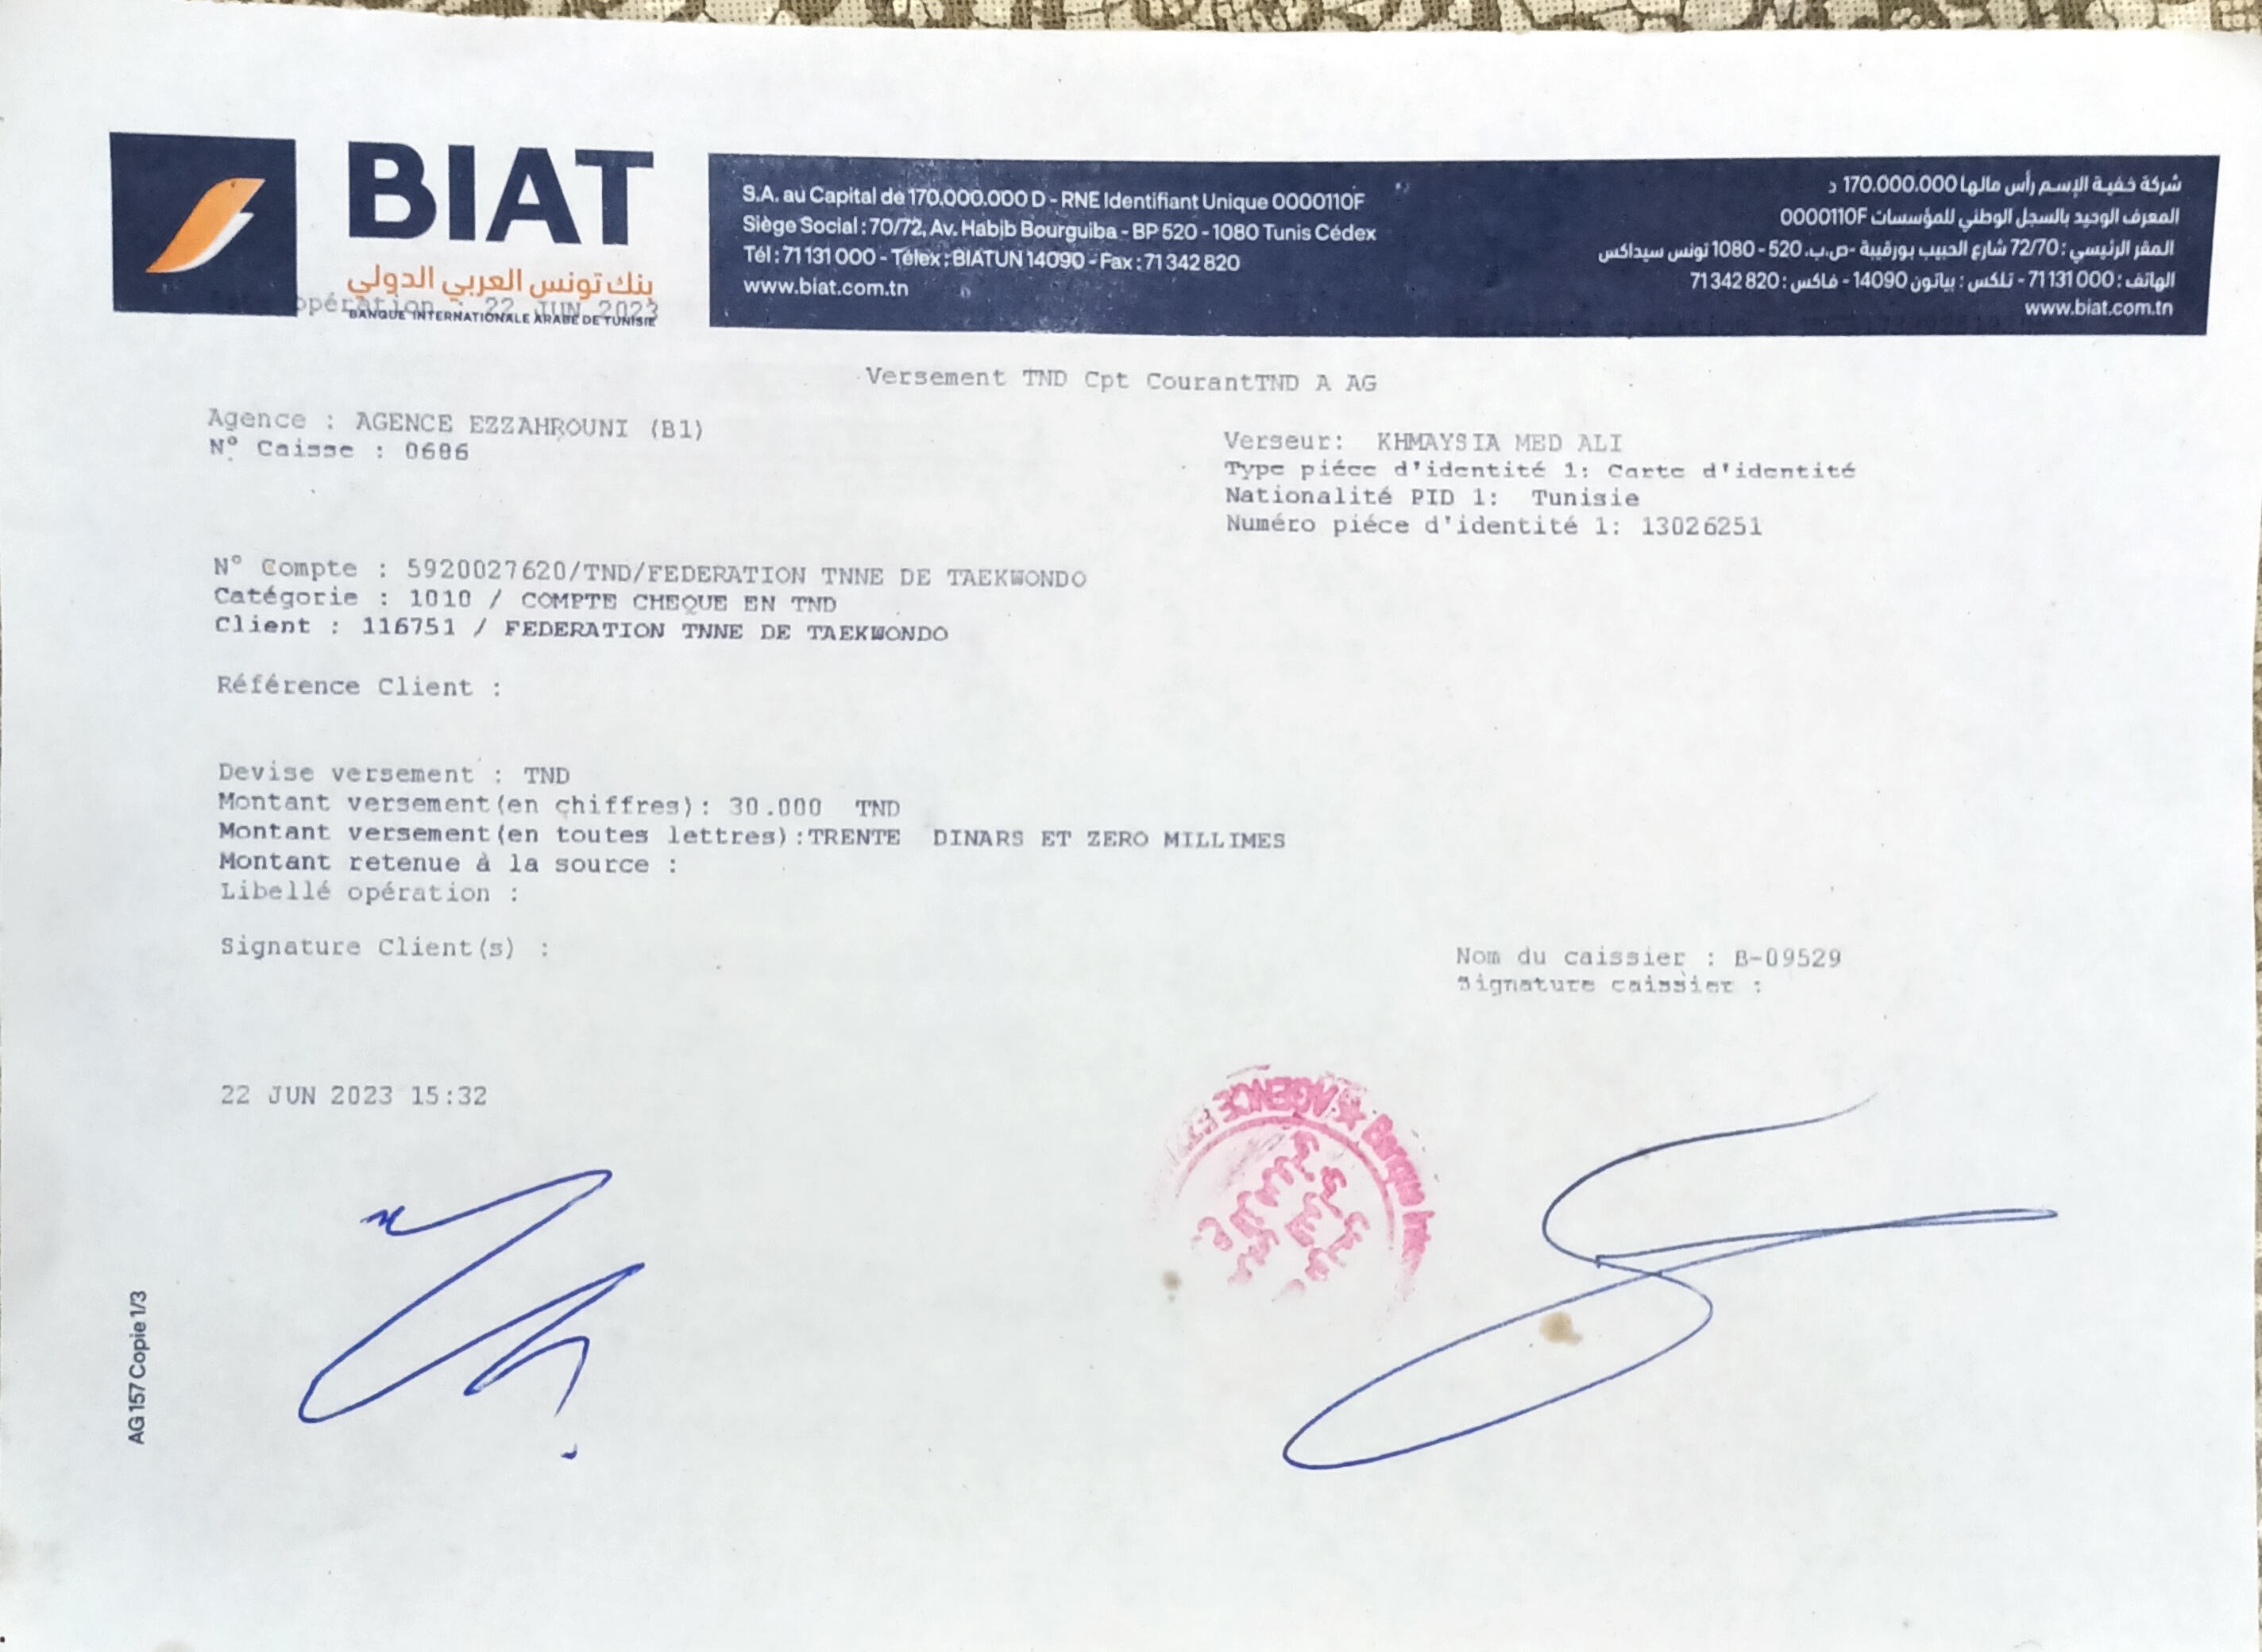 BIAT
بنك تونس العربي الدولي
BANQUE INTERNATIONALE ARABE DE TUNISIE
opération : 22 JUN 2023
S.A. au Capital de 170.000.000 D - RNE Identifiant Unique 0000110F
Siège Social : 70/72, Av. Habib Bourguiba - BP 520 - 1080 Tunis Cédex
Tél : 71 131 000 - Télex : BIATUN 14090 - Fax : 71 342 820
www.biat.com.tn
شركة خفية الإسم رأس مالها 170.000.000 د
المعرف الوحيد بالسجل الوطني للمؤسسات 0000110F
المقر الرئيسي : 72/70 شارع الحبيب بورقيبة -ص.ب. 520 - 1080 تونس سيداكس
الهاتف : 71 131 000 - تلكس : بياتون 14090 - فاكس : 71 342 820
www.biat.com.tn
Versement TND Cpt CourantTND A AG
Agence : AGENCE EZZAHROUNI (B1)
N° Caisse : 0686
Verseur: KHMAYSIA MED ALI
Type piéce d'identité 1: Carte d'identité
Nationalité PID 1: Tunisie
Numéro piéce d'identité 1: 13026251
N° Compte : 5920027620/TND/FEDERATION TNNE DE TAEKWONDO
Catégorie : 1010 / COMPTE CHEQUE EN TND
Client : 116751 / FEDERATION TNNE DE TAEKWONDO
Référence Client :
Devise versement : TND
Montant versement(en chiffres): 30.000 TND
Montant versement(en toutes lettres):TRENTE DINARS ET ZERO MILLIMES
Montant retenue à la source :
Libellé opération :
Signature Client(s) :
Nom du caissier : B-09529
Signature caissier :
22 JUN 2023 15:32
AGENCE
Banque
AG 157 Copie 1/3